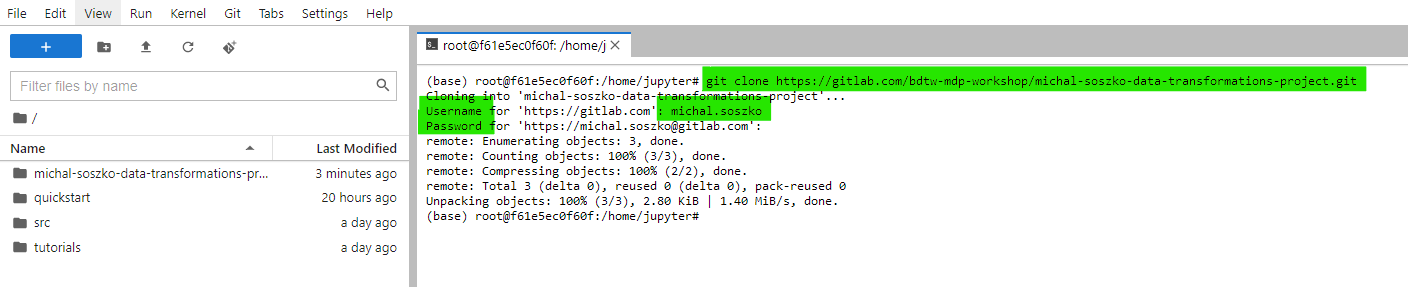 File Edit View Run Kernel Git Tabs Settings Help
+
Filter files by name
/
Name Last Modified
michal-soszko-data-transformations-pr... 3 minutes ago
quickstart 20 hours ago
src a day ago
tutorials a day ago
root@f61e5ec0f60f: /home/j
(base) root@f61e5ec0f60f:/home/jupyter# git clone https://gitlab.com/bdtw-mdp-workshop/michal-soszko-data-transformations-project.git
Cloning into 'michal-soszko-data-transformations-project'...
Username for 'https://gitlab.com': michal.soszko
Password for 'https://michal.soszko@gitlab.com':
remote: Enumerating objects: 3, done.
remote: Counting objects: 100% (3/3), done.
remote: Compressing objects: 100% (2/2), done.
remote: Total 3 (delta 0), reused 0 (delta 0), pack-reused 0
Unpacking objects: 100% (3/3), 2.80 KiB | 1.40 MiB/s, done.
(base) root@f61e5ec0f60f:/home/jupyter#